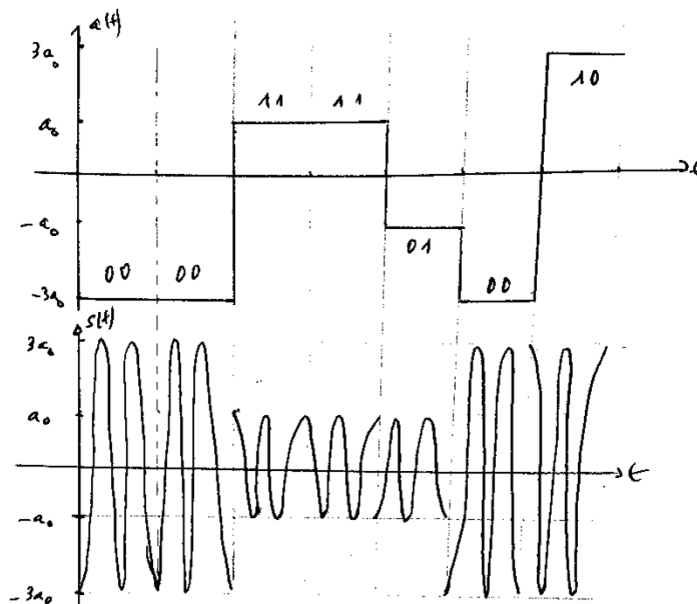 a(t)
3a₀
11 11 10
a₀
t
-a₀
01
00 00 00
-3a₀
s(t)
3a₀
a₀
t
-a₀
-3a₀